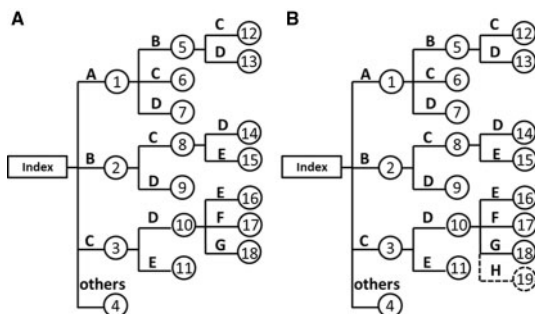 A
Index
A
1
B
5
C
12
D
13
C
6
D
7
B
2
C
8
D
14
E
15
D
9
C
3
D
10
E
16
F
17
G
18
E
11
others
4
B
Index
A
1
B
5
C
12
D
13
C
6
D
7
B
2
C
8
D
14
E
15
D
9
C
3
D
10
E
16
F
17
G
18
H
19
E
11
others
4